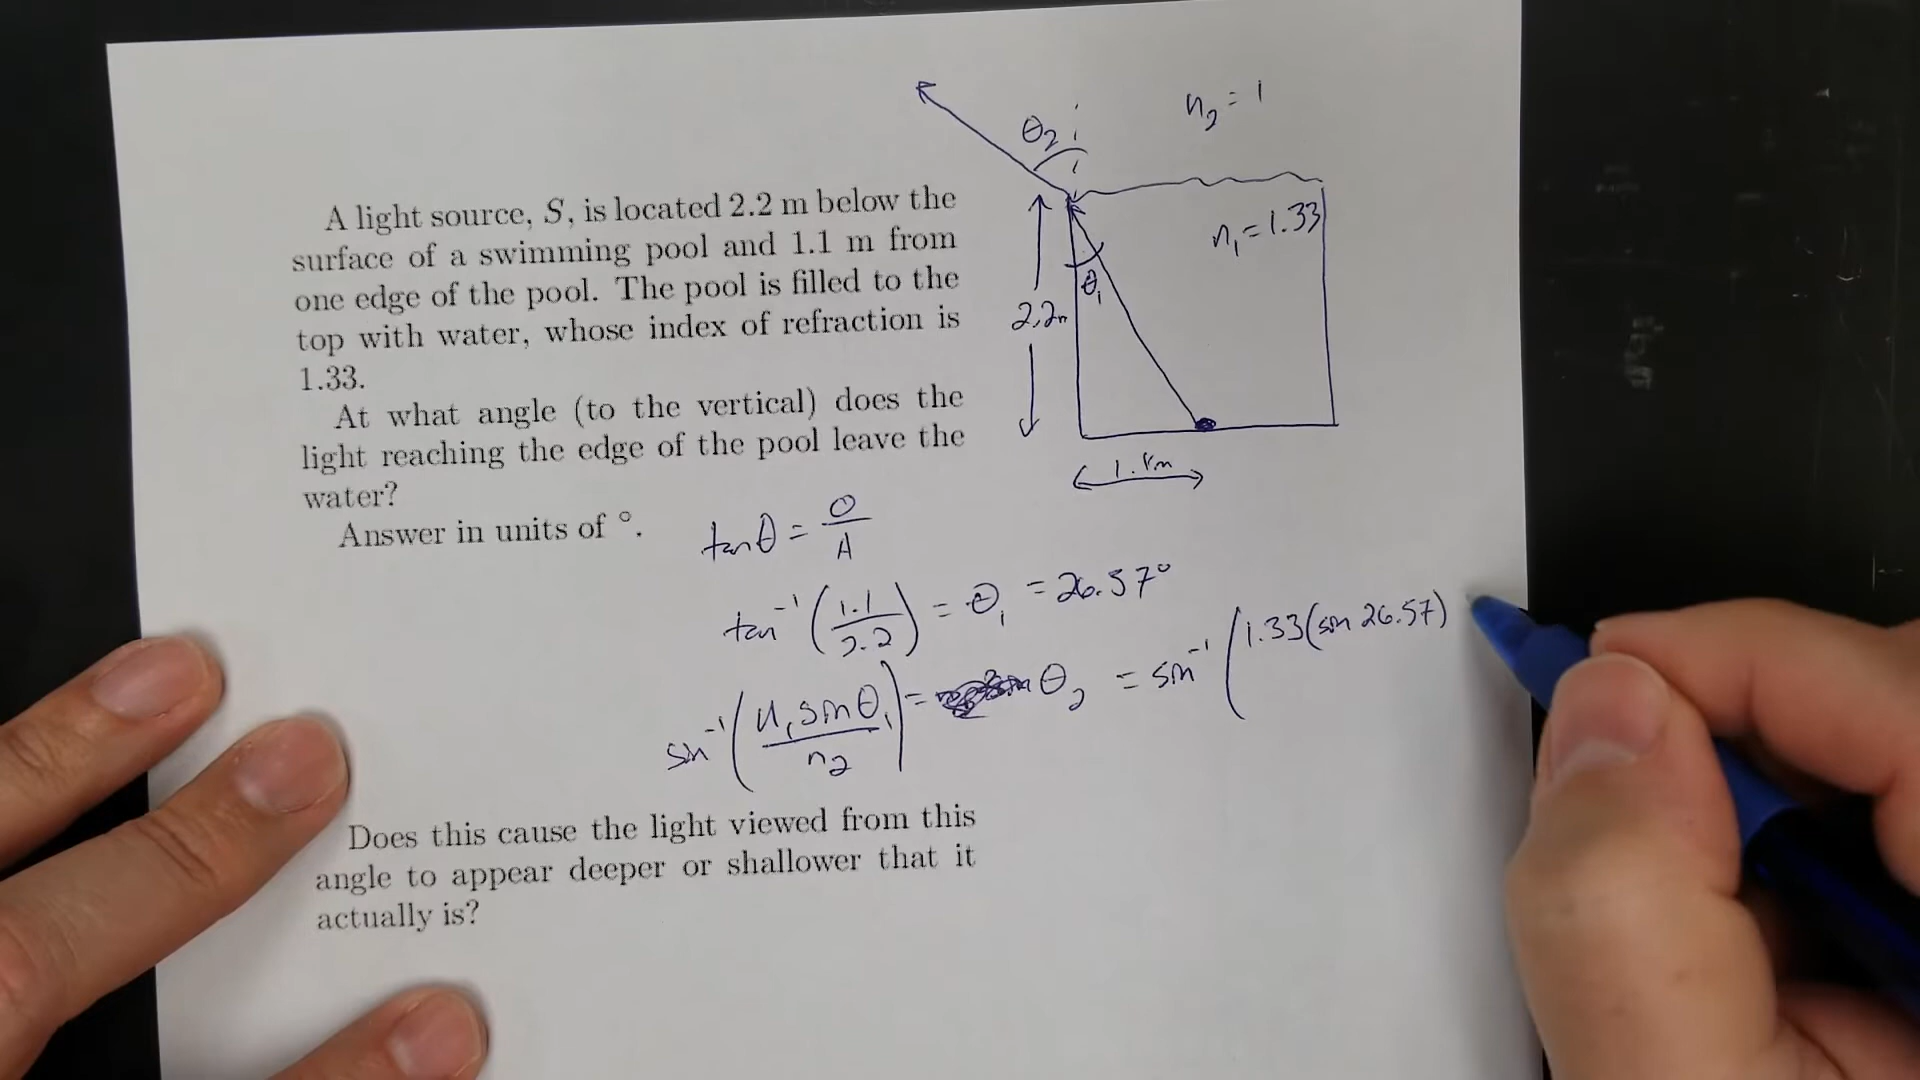 A light source, S, is located 2.2 m below the
surface of a swimming pool and 1.1 m from
one edge of the pool. The pool is filled to the
top with water, whose index of refraction is
1.33.
At what angle (to the vertical) does the
light reaching the edge of the pool leave the
water?
Answer in units of °.
θ₂
n₂ = 1
n₁ = 1.33
θ₁
2.2m
1.1m
tanθ = O/A
tan⁻¹(1.1/2.2) = θ₁ = 26.57°
sin⁻¹(n₁ sinθ₁/n₂) = θ₂ = sin⁻¹(1.33(sin 26.57)
Does this cause the light viewed from this
angle to appear deeper or shallower that it
actually is?